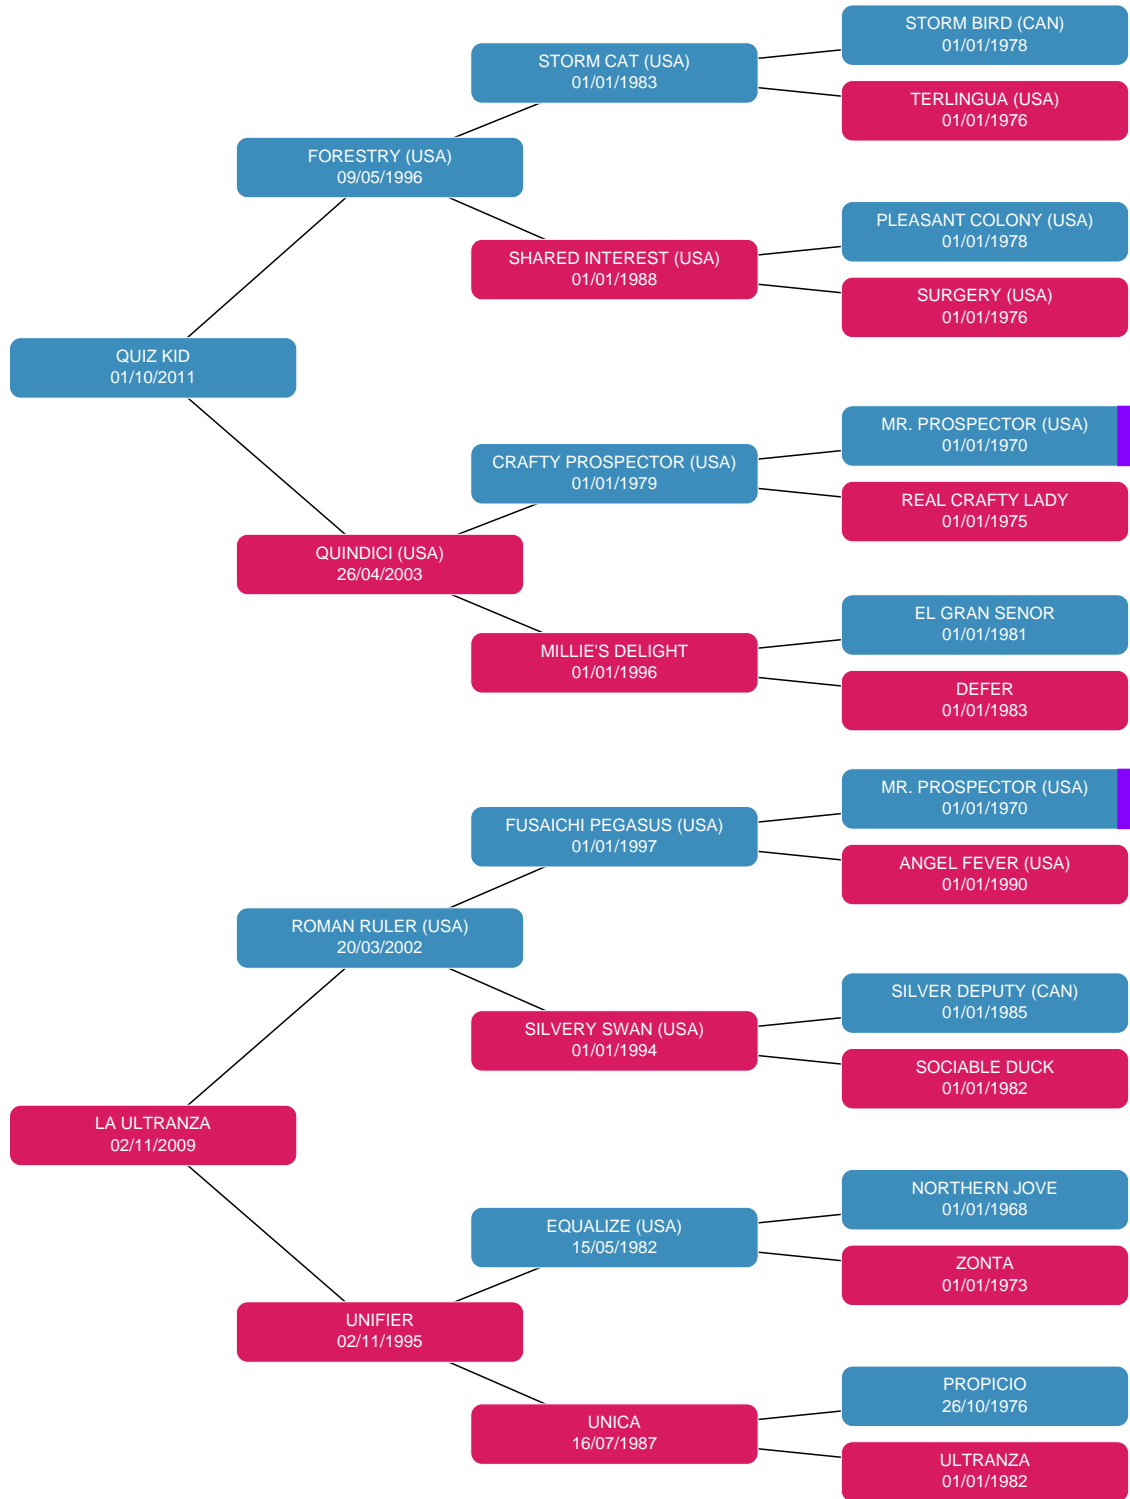 STORM BIRD (CAN)
01/01/1978
STORM CAT (USA)
01/01/1983
TERLINGUA (USA)
01/01/1976
FORESTRY (USA)
09/05/1996
PLEASANT COLONY (USA)
01/01/1978
SHARED INTEREST (USA)
01/01/1988
SURGERY (USA)
01/01/1976
QUIZ KID
01/10/2011
MR. PROSPECTOR (USA)
01/01/1970
CRAFTY PROSPECTOR (USA)
01/01/1979
REAL CRAFTY LADY
01/01/1975
QUINDICI (USA)
26/04/2003
EL GRAN SENOR
01/01/1981
MILLIE'S DELIGHT
01/01/1996
DEFER
01/01/1983
MR. PROSPECTOR (USA)
01/01/1970
FUSAICHI PEGASUS (USA)
01/01/1997
ANGEL FEVER (USA)
01/01/1990
ROMAN RULER (USA)
20/03/2002
SILVER DEPUTY (CAN)
01/01/1985
SILVERY SWAN (USA)
01/01/1994
SOCIABLE DUCK
01/01/1982
LA ULTRANZA
02/11/2009
NORTHERN JOVE
01/01/1968
EQUALIZE (USA)
15/05/1982
ZONTA
01/01/1973
UNIFIER
02/11/1995
PROPICIO
26/10/1976
UNICA
16/07/1987
ULTRANZA
01/01/1982